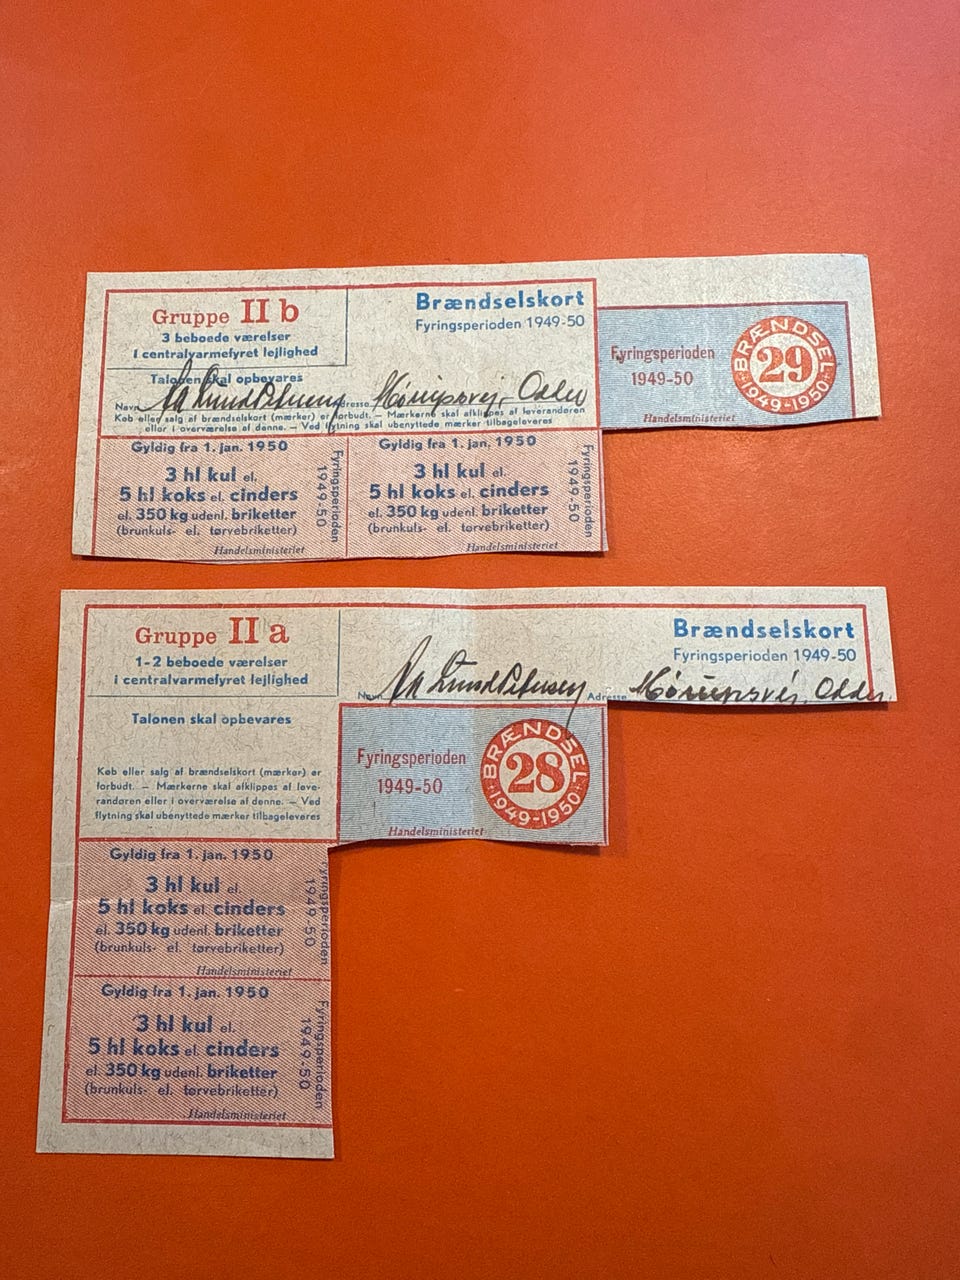 Gruppe II b
3 beboede værelser
i centralvarmefyret lejlighed
Brændselskort
Fyringsperioden 1949-50
Talonen skal opbevares
Navn Lund Petersen Adresse Mørupsvej, Odder
Køb eller salg af brændselskort (mærker) er forbudt. — Mærkerne skal afklippes af leverandøren
eller i overværelse af denne. — Ved flytning skal ubenyttede mærker tilbageleveres
Fyringsperioden
1949-50
Handelsministeriet
BRÆNDSEL
29
1949-1950
Gyldig fra 1. jan. 1950
3 hl kul el.
5 hl koks el. cinders
el. 350 kg udenl. briketter
(brunkuls- el. tørvebriketter)
Handelsministeriet
Fyringsperioden
1949-50
Gyldig fra 1. jan. 1950
3 hl kul el.
5 hl koks el. cinders
el. 350 kg udenl. briketter
(brunkuls- el. tørvebriketter)
Handelsministeriet
Fyringsperioden
1949-50
Gruppe II a
1-2 beboede værelser
i centralvarmefyret lejlighed
Brændselskort
Fyringsperioden 1949-50
Navn Lund Petersen Adresse Mørupsvej, Odder
Talonen skal opbevares
Køb eller salg af brændselskort (mærker) er
forbudt. — Mærkerne skal afklippes af leve-
randøren eller i overværelse af denne. — Ved
flytning skal ubenyttede mærker tilbageleveres
Fyringsperioden
1949-50
Handelsministeriet
BRÆNDSEL
28
1949-1950
Gyldig fra 1. jan. 1950
3 hl kul el.
5 hl koks el. cinders
el. 350 kg udenl. briketter
(brunkuls- el. tørvebriketter)
Handelsministeriet
Fyringsperioden
1949-50
Gyldig fra 1. jan. 1950
3 hl kul el.
5 hl koks el. cinders
el. 350 kg udenl. briketter
(brunkuls- el. tørvebriketter)
Handelsministeriet
Fyringsperioden
1949-50